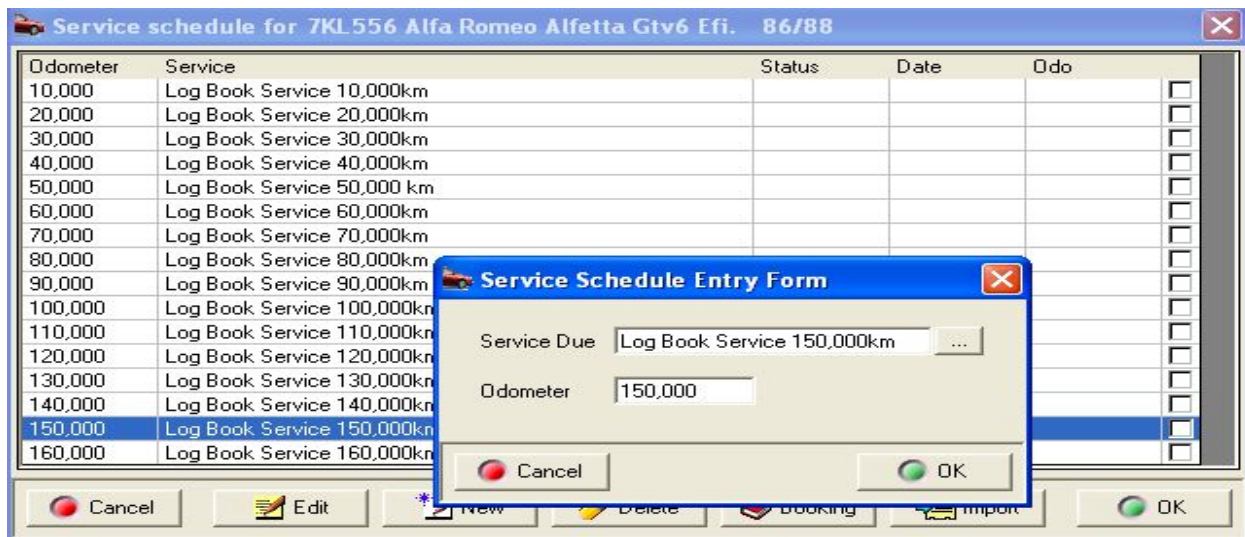 Service schedule for 7KL556 Alfa Romeo Alfetta Gtv6 Efi. 86/88
Odometer Service Status Date Odo
10,000 Log Book Service 10,000km
20,000 Log Book Service 20,000km
30,000 Log Book Service 30,000km
40,000 Log Book Service 40,000km
50,000 Log Book Service 50,000 km
60,000 Log Book Service 60,000km
70,000 Log Book Service 70,000km
80,000 Log Book Service 80,000km
90,000 Log Book Service 90,000km
100,000 Log Book Service 100,000km
110,000 Log Book Service 110,000km
120,000 Log Book Service 120,000km
130,000 Log Book Service 130,000km
140,000 Log Book Service 140,000km
150,000 Log Book Service 150,000km
160,000 Log Book Service 160,000km
Service Schedule Entry Form
Service Due Log Book Service 150,000km ...
Odometer 150,000
Cancel OK
Cancel Edit New Delete Booking Import OK